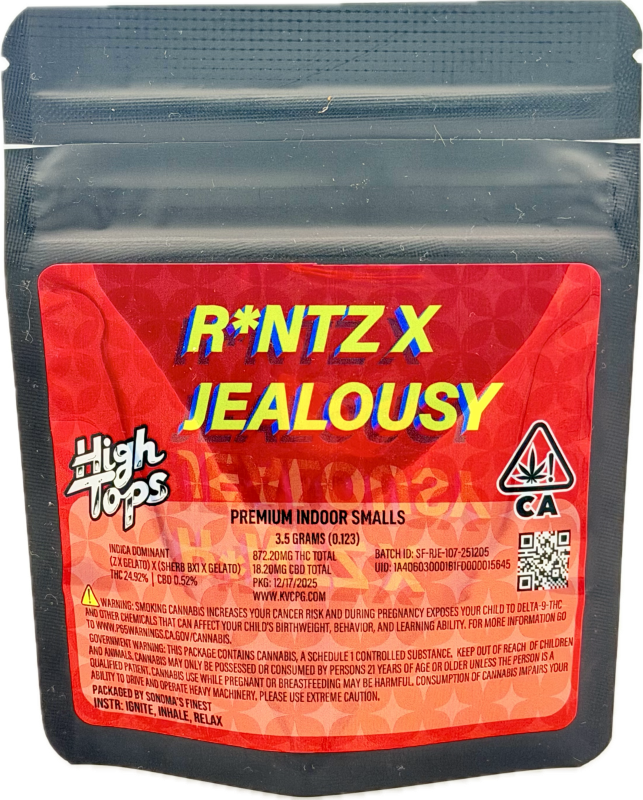 R*NTZ X
JEALOUSY
High
Tops
CA
PREMIUM INDOOR SMALLS
3.5 GRAMS (0.123)
INDICA DOMINANT
(Z X GELATO) X (SHERB BX1 X GELATO)
THC 24.92% | CBD 0.52%
872.20MG THC TOTAL
18.20MG CBD TOTAL
PKG: 12/17/2025
WWW.KVCPG.COM
BATCH ID: SF-RJE-107-251205
UID: 1A406030001B1F0000015645
WARNING: SMOKING CANNABIS INCREASES YOUR CANCER RISK AND DURING PREGNANCY EXPOSES YOUR CHILD TO DELTA-9-THC
AND OTHER CHEMICALS THAT CAN AFFECT YOUR CHILD'S BIRTHWEIGHT, BEHAVIOR, AND LEARNING ABILITY. FOR MORE INFORMATION GO
TO WWW.P65WARNINGS.CA.GOV/CANNABIS.
GOVERNMENT WARNING: THIS PACKAGE CONTAINS CANNABIS, A SCHEDULE 1 CONTROLLED SUBSTANCE. KEEP OUT OF REACH OF CHILDREN
AND ANIMALS. CANNABIS MAY ONLY BE POSSESSED OR CONSUMED BY PERSONS 21 YEARS OF AGE OR OLDER UNLESS THE PERSON IS A
QUALIFIED PATIENT. CANNABIS USE WHILE PREGNANT OR BREASTFEEDING MAY BE HARMFUL. CONSUMPTION OF CANNABIS IMPAIRS YOUR
ABILITY TO DRIVE AND OPERATE HEAVY MACHINERY, PLEASE USE EXTREME CAUTION.
PACKAGED BY SONOMA'S FINEST
INSTR: IGNITE, INHALE, RELAX